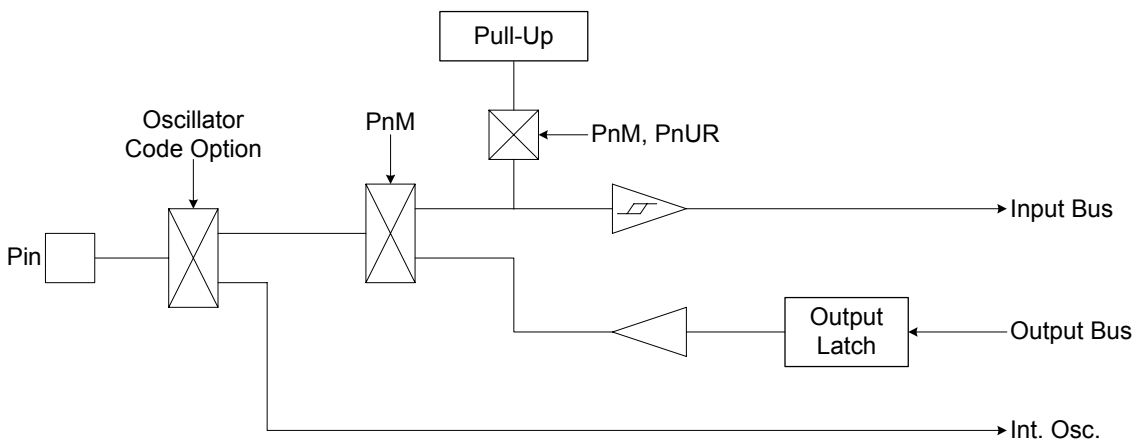 Pull-Up
Oscillator
Code Option
PnM
PnM, PnUR
Input Bus
Pin
Output
Latch
Output Bus
Int. Osc.